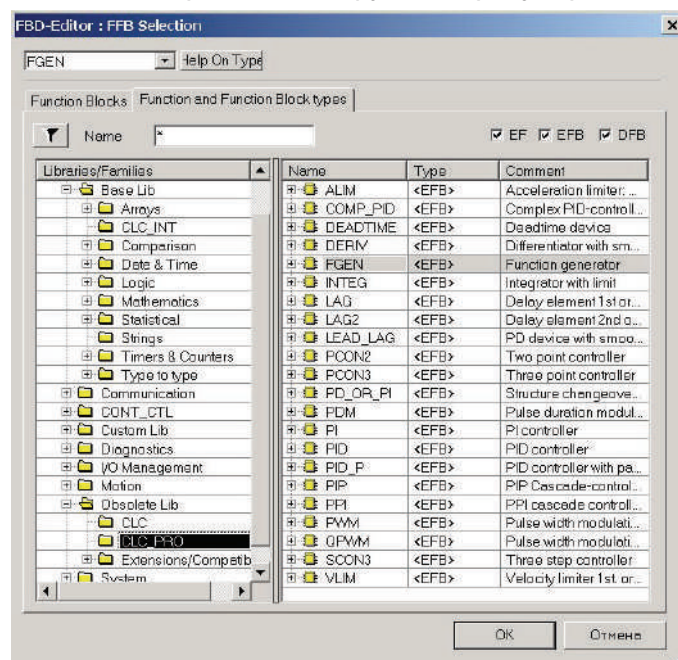 FBD-Editor : FFB Selection
FGEN Help On Type
Function Blocks Function and Function Block types
Name * EF EFB DFB
Libraries/Families Name Type Comment
Base Lib ALIM <EFB> Acceleration limiter: ...
Arrays COMP_PID <EFB> Complex PID-controll...
CLC_INT DEADTIME <EFB> Deadtime device
Comparison DERIV <EFB> Differentiator with sm...
Date & Time FGEN <EFB> Function generator
Logic INTEG <EFB> Integrator with limit
Mathematics LAG <EFB> Delay element 1st or...
Statistical LAG2 <EFB> Delay element 2nd o...
Strings LEAD_LAG <EFB> PD device with smoo...
Timers & Counters PCON2 <EFB> Two point controller
Type to type PCON3 <EFB> Three point controller
Communication PD_OR_PI <EFB> Structure changeove...
CONT_CTL PDM <EFB> Pulse duration modul...
Custom Lib PI <EFB> PI controller
Diagnostics PID <EFB> PID controller
I/O Management PID_P <EFB> PID controller with pa...
Motion PIP <EFB> PIP Cascade-control...
Obsolete Lib PPI <EFB> PPI cascade controll...
CLC PWM <EFB> Pulse width modulati...
CLC_PRO QPWM <EFB> Pulse width modulati...
Extensions/Compatib SCON3 <EFB> Three step controller
System VLIM <EFB> Velocity limiter 1st. or...
OK Отмена